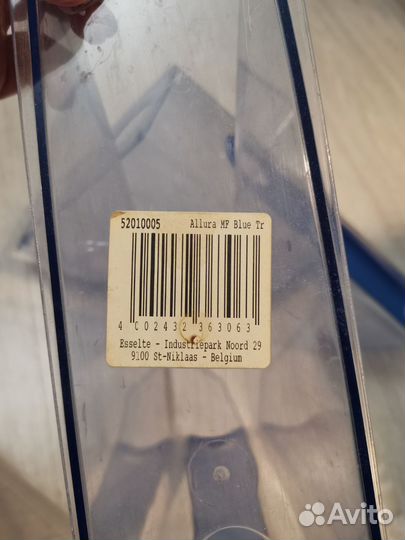 52010005 Allura MF Blue Tr
4 002432 363063
Esselte - Industriepark Noord 29
9100 St-Niklaas - Belgium
Avito